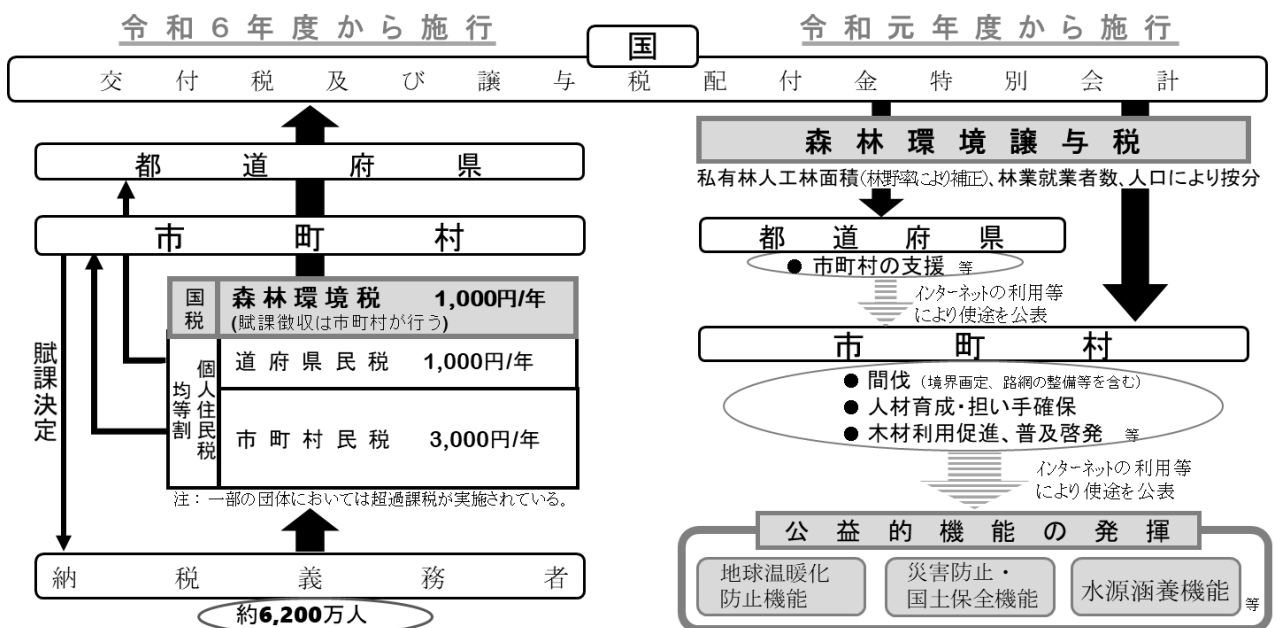 令和６年度から施行
令和元年度から施行
国
交付税及び譲与税配付金特別会計
都道府県
市町村
国税
森林環境税 1,000円/年
(賦課徴収は市町村が行う)
個人住民税
均等割
道府県民税 1,000円/年
市町村民税 3,000円/年
注：一部の団体においては超過課税が実施されている。
賦課決定
納税義務者
約6,200万人
森林環境譲与税
私有林人工林面積(林野率により補正)、林業就業者数、人口により按分
都道府県
● 市町村の支援 等
インターネットの利用等
により使途を公表
市町村
● 間伐（境界画定、路網の整備等を含む）
● 人材育成・担い手確保
● 木材利用促進、普及啓発 等
インターネットの利用等
により使途を公表
公益的機能の発揮
地球温暖化
防止機能
災害防止・
国土保全機能
水源涵養機能
等